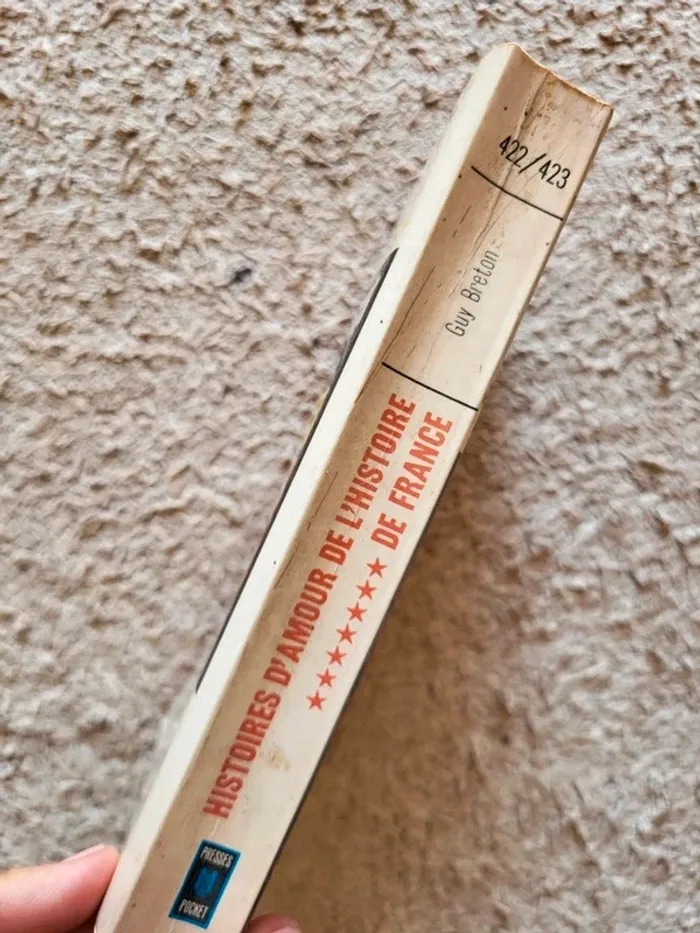 422/423
Guy Breton
HISTOIRES D'AMOUR DE L'HISTOIRE
★★★★★★★ DE FRANCE
PRESSES
POCKET